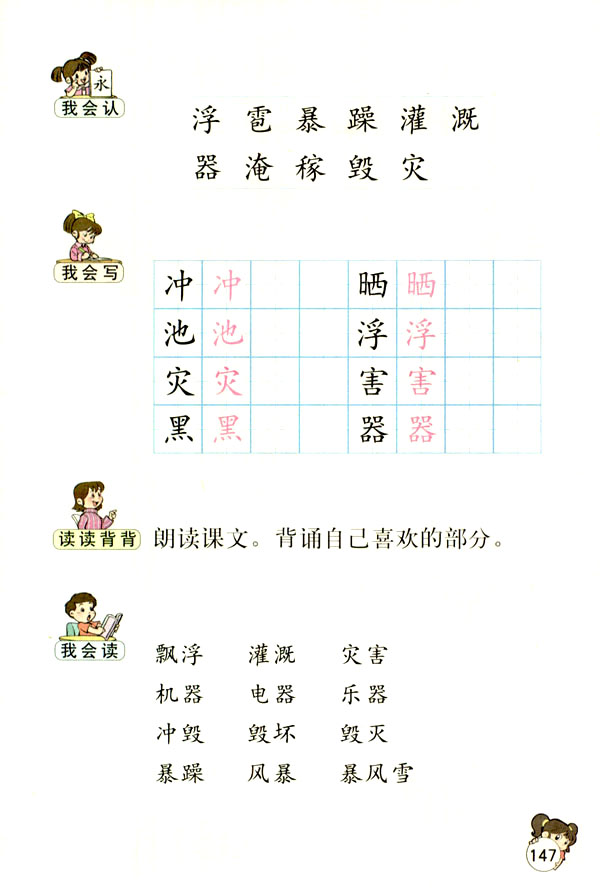 永
我会认
浮 雹 暴 躁 灌 溉
器 淹 稼 毁 灾
我会写
冲 冲 晒 晒
池 池 浮 浮
灾 灾 害 害
黑 黑 器 器
读读背背 朗读课文。背诵自己喜欢的部分。
我会读
飘浮 灌溉 灾害
机器 电器 乐器
冲毁 毁坏 毁灭
暴躁 风暴 暴风雪
147